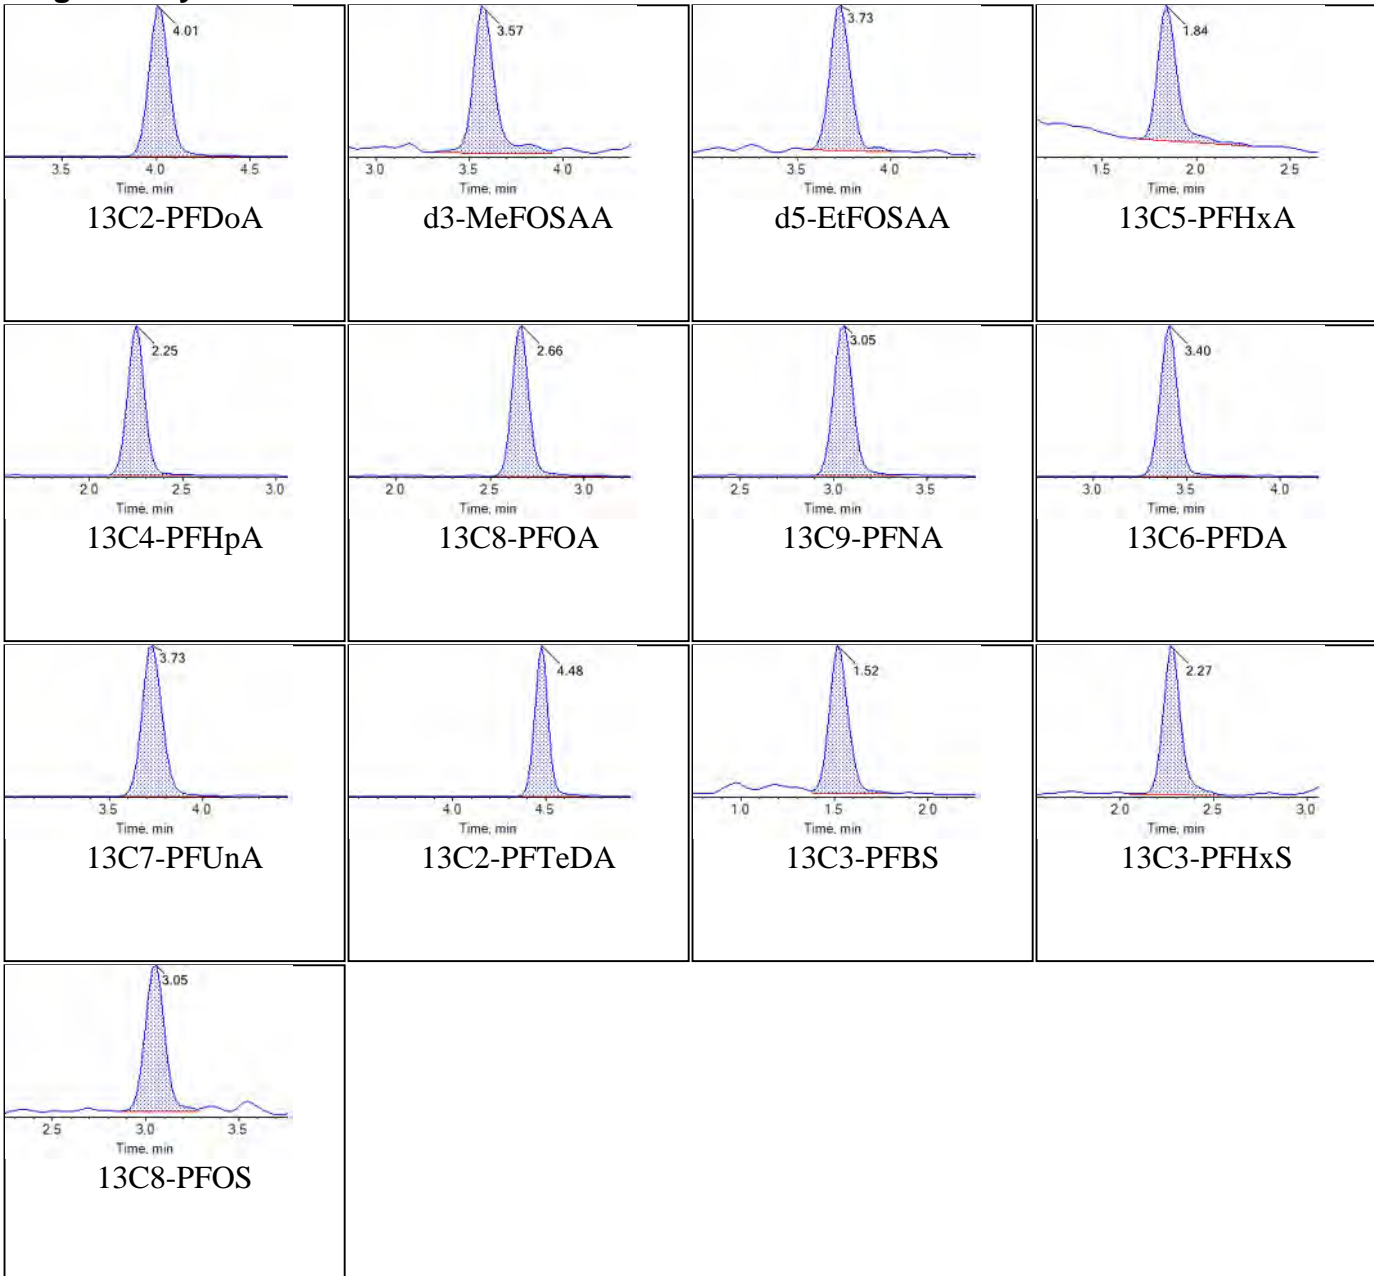 4.01
3.5 4.0 4.5
Time, min
13C2-PFDoA
3.57
3.0 3.5 4.0
Time, min
d3-MeFOSAA
3.73
3.5 4.0
Time, min
d5-EtFOSAA
1.84
1.5 2.0 2.5
Time, min
13C5-PFHxA
2.25
2.0 2.5 3.0
Time, min
13C4-PFHpA
2.66
2.0 2.5 3.0
Time, min
13C8-PFOA
3.05
2.5 3.0 3.5
Time, min
13C9-PFNA
3.40
3.0 3.5 4.0
Time, min
13C6-PFDA
3.73
3.5 4.0
Time, min
13C7-PFUnA
4.48
4.0 4.5
Time, min
13C2-PFTeDA
1.52
1.0 1.5 2.0
Time, min
13C3-PFBS
2.27
2.0 2.5 3.0
Time, min
13C3-PFHxS
3.05
2.5 3.0 3.5
Time, min
13C8-PFOS